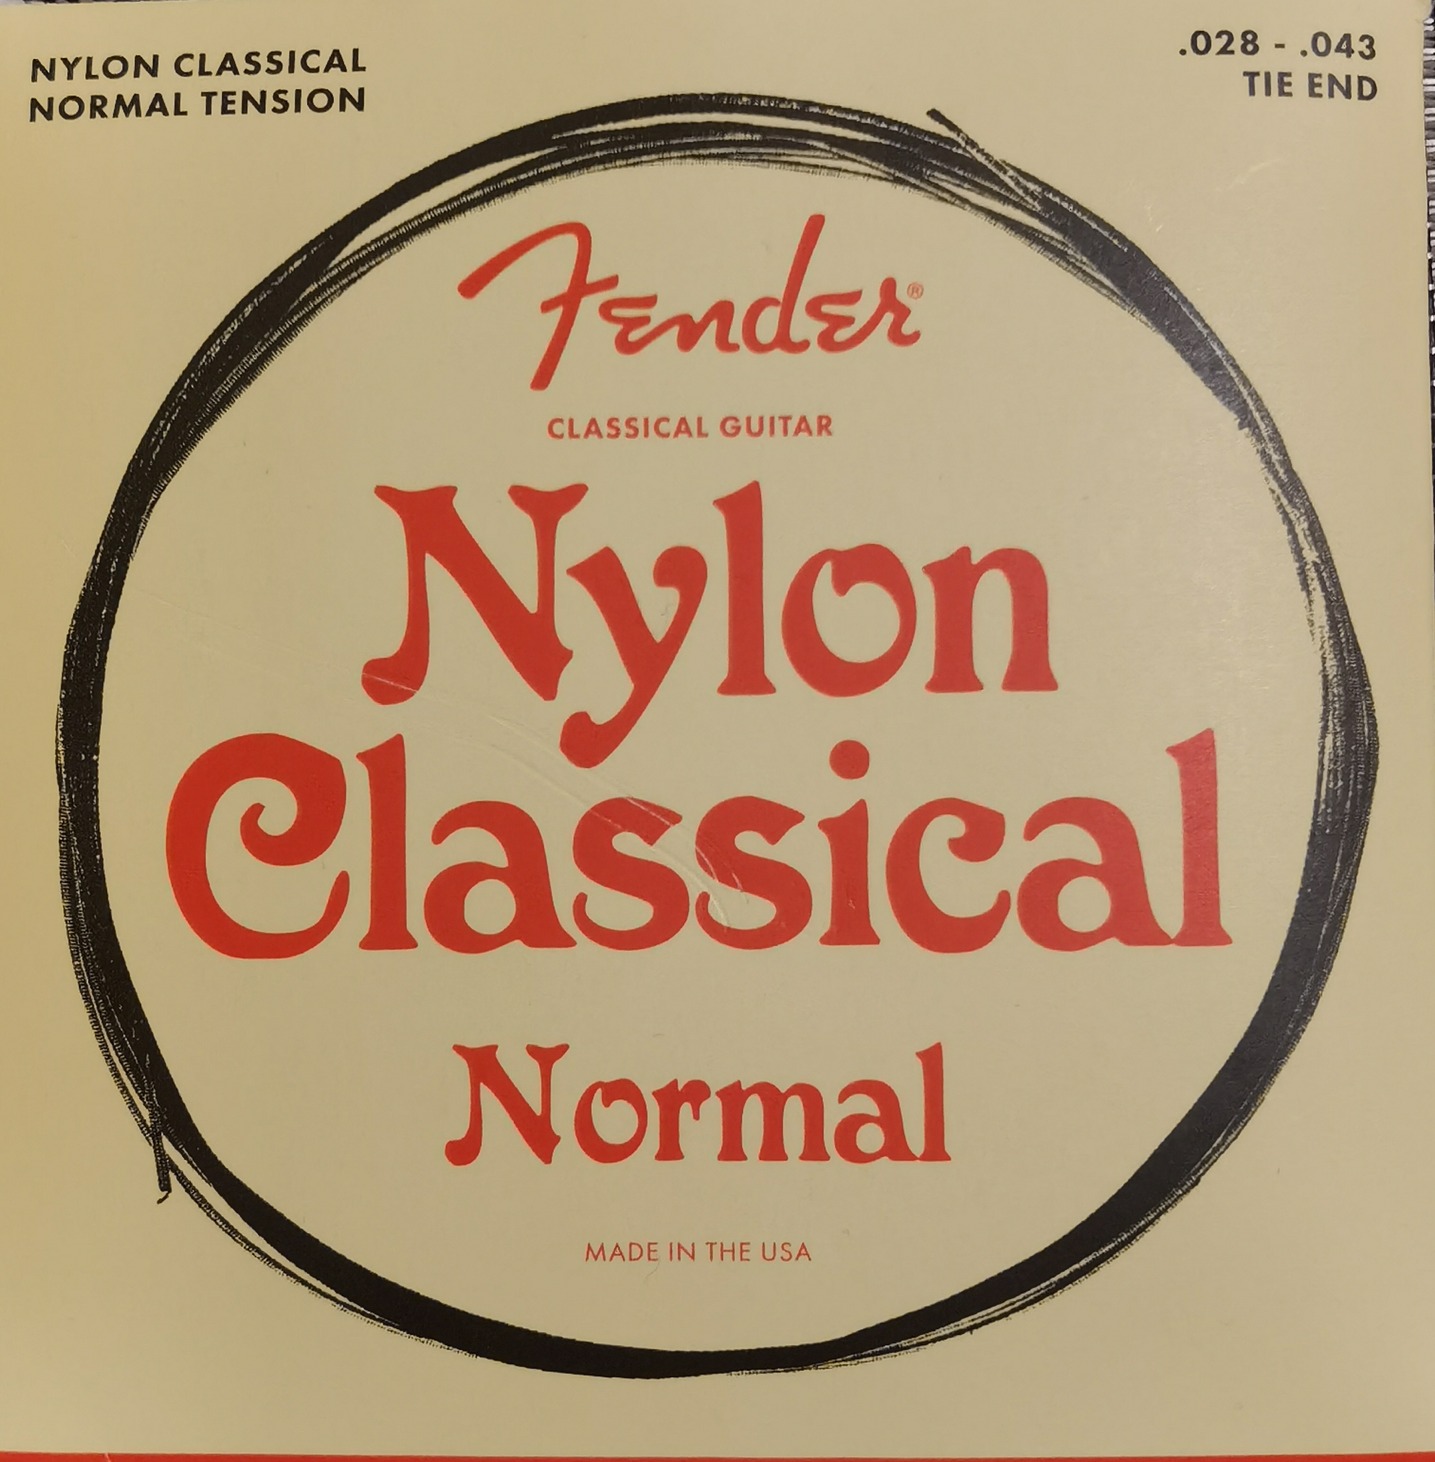 NYLON CLASSICAL
NORMAL TENSION
.028 - .043
TIE END
Fender®
CLASSICAL GUITAR
Nylon
Classical
Normal
MADE IN THE USA